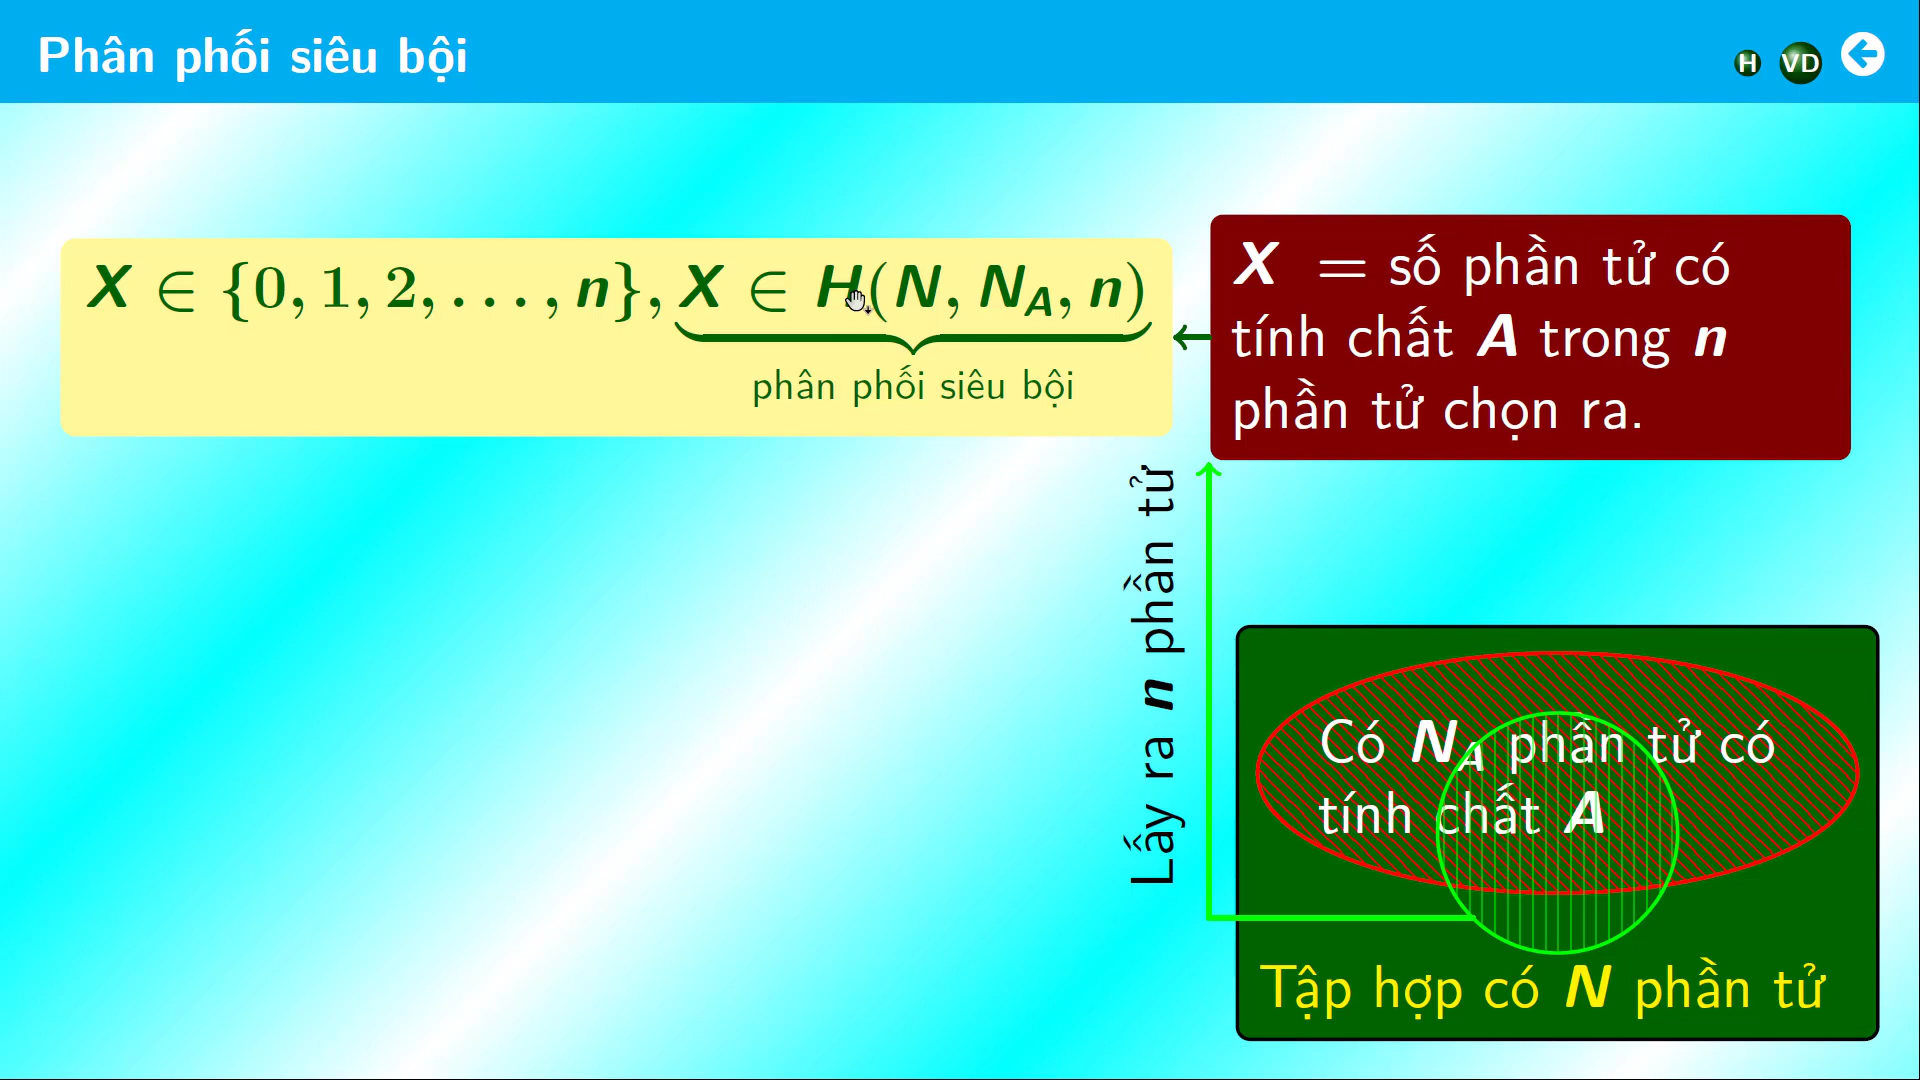 Phân phối siêu bội
H VD
X ∈ {0, 1, 2, . . . , n}, X ∈ H(N, N_A, n)
phân phối siêu bội
X = số phần tử có
tính chất A trong n
phần tử chọn ra.
Lấy ra n phần tử
Có N_A phần tử có
tính chất A
Tập hợp có N phần tử